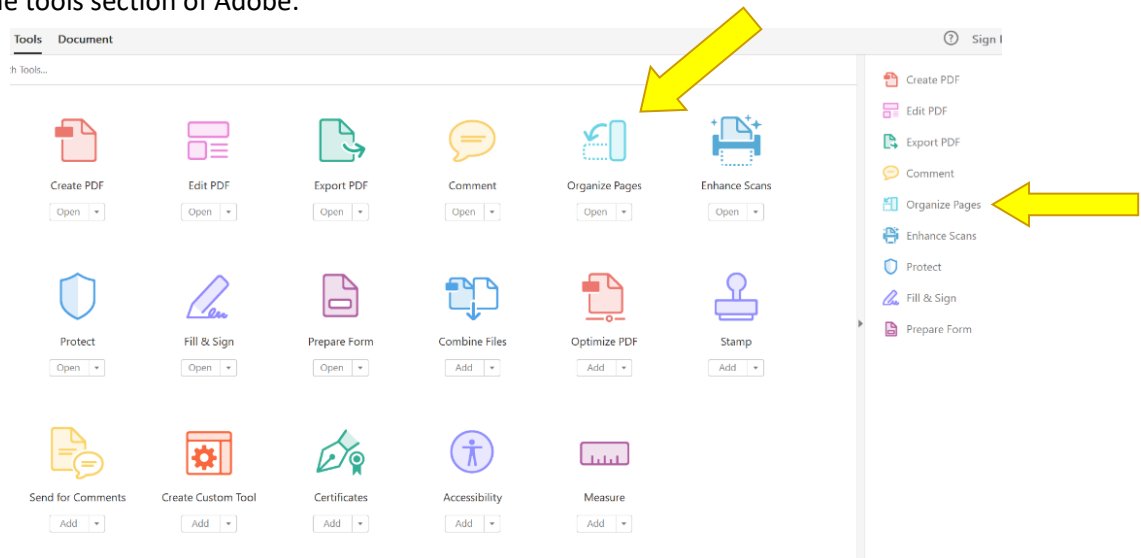 e tools section of Adobe.
Tools Document
Sign I
h Tools...
Create PDF
Edit PDF
Export PDF
Comment
Organize Pages
Enhance Scans
Open
Open
Open
Open
Open
Open
Protect
Fill & Sign
Prepare Form
Combine Files
Optimize PDF
Stamp
Open
Open
Open
Add
Add
Add
Send for Comments
Create Custom Tool
Certificates
Accessibility
Measure
Add
Add
Add
Add
Add
Create PDF
Edit PDF
Export PDF
Comment
Organize Pages
Enhance Scans
Protect
Fill & Sign
Prepare Form